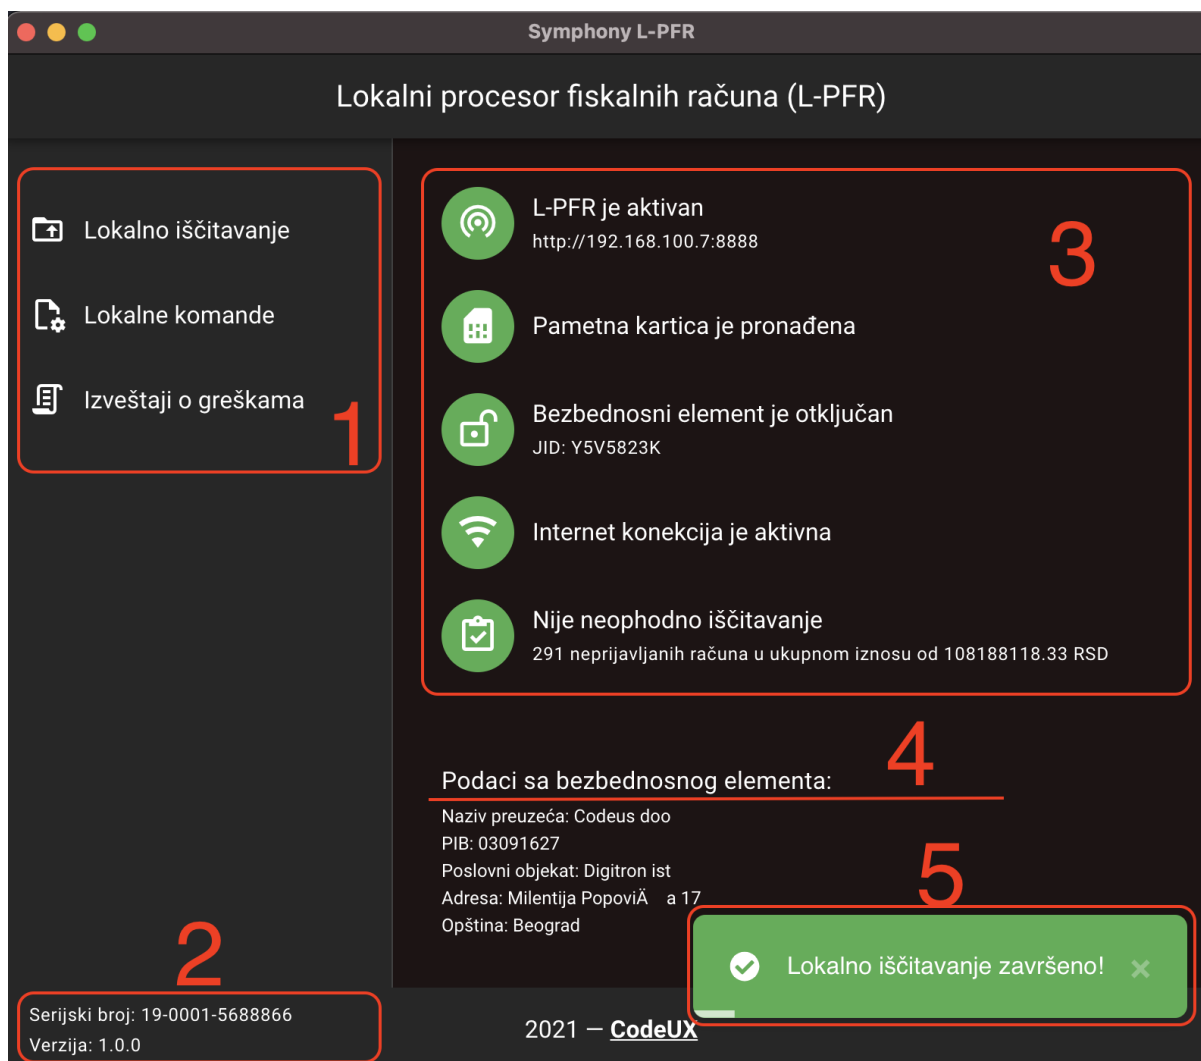 Symphony L-PFR
Lokalni procesor fiskalnih računa (L-PFR)
Lokalno iščitavanje
Lokalne komande
Izveštaji o greškama
1
L-PFR je aktivan
http://192.168.100.7:8888
3
Pametna kartica je pronađena
Bezbednosni element je otključan
JID: Y5V5823K
Internet konekcija je aktivna
Nije neophodno iščitavanje
291 neprijavljanih računa u ukupnom iznosu od 108188118.33 RSD
4
Podaci sa bezbednosnog elementa:
Naziv preuzeća: Codeus doo
PIB: 03091627
Poslovni objekat: Digitron ist
Adresa: Milentija PopoviÄ a 17
Opština: Beograd
5
Lokalno iščitavanje završeno!
2
Serijski broj: 19-0001-5688866
Verzija: 1.0.0
2021 — CodeUX